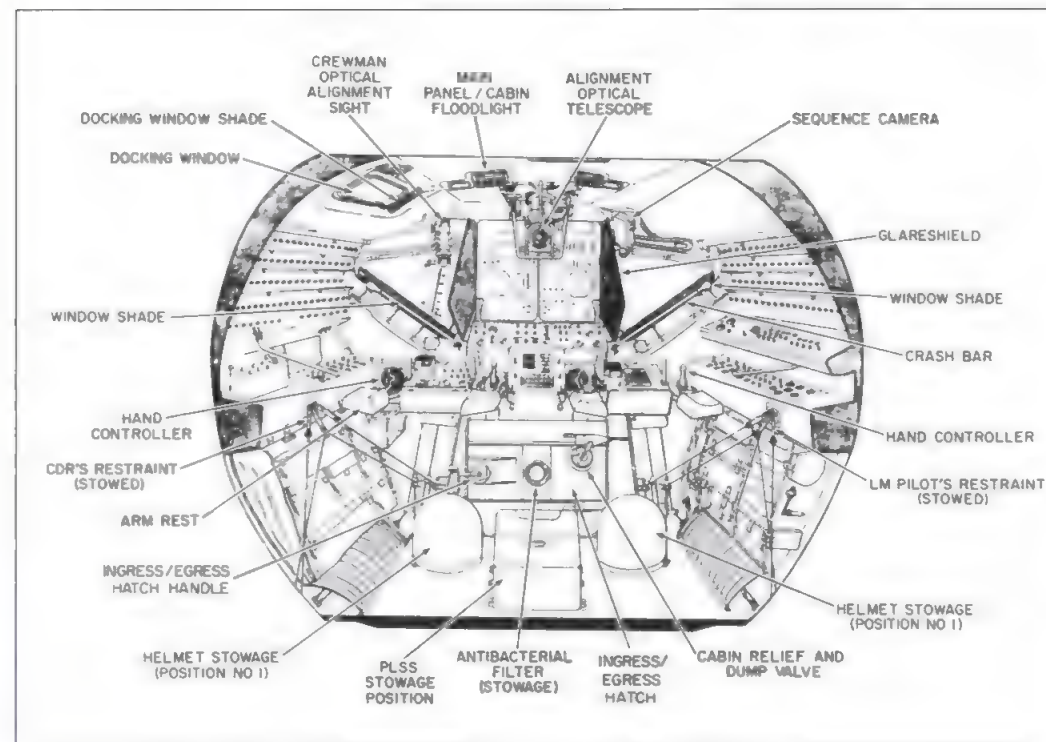 CREWMAN
OPTICAL
ALIGNMENT
SIGHT
MAIN
PANEL/CABIN
FLOODLIGHT
ALIGNMENT
OPTICAL
TELESCOPE
DOCKING WINDOW SHADE
SEQUENCE CAMERA
DOCKING WINDOW
GLARESHIELD
WINDOW SHADE
WINDOW SHADE
CRASH BAR
HAND
CONTROLLER
HAND CONTROLLER
CDR'S RESTRAINT
(STOWED)
LM PILOT'S RESTRAINT
(STOWED)
ARM REST
INGRESS/EGRESS
HATCH HANDLE
HELMET STOWAGE
(POSITION NO 1)
HELMET STOWAGE
(POSITION NO 1)
PLSS
STOWAGE
POSITION
ANTIBACTERIAL
FILTER
(STOWAGE)
INGRESS/
EGRESS
HATCH
CABIN RELIEF AND
DUMP VALVE